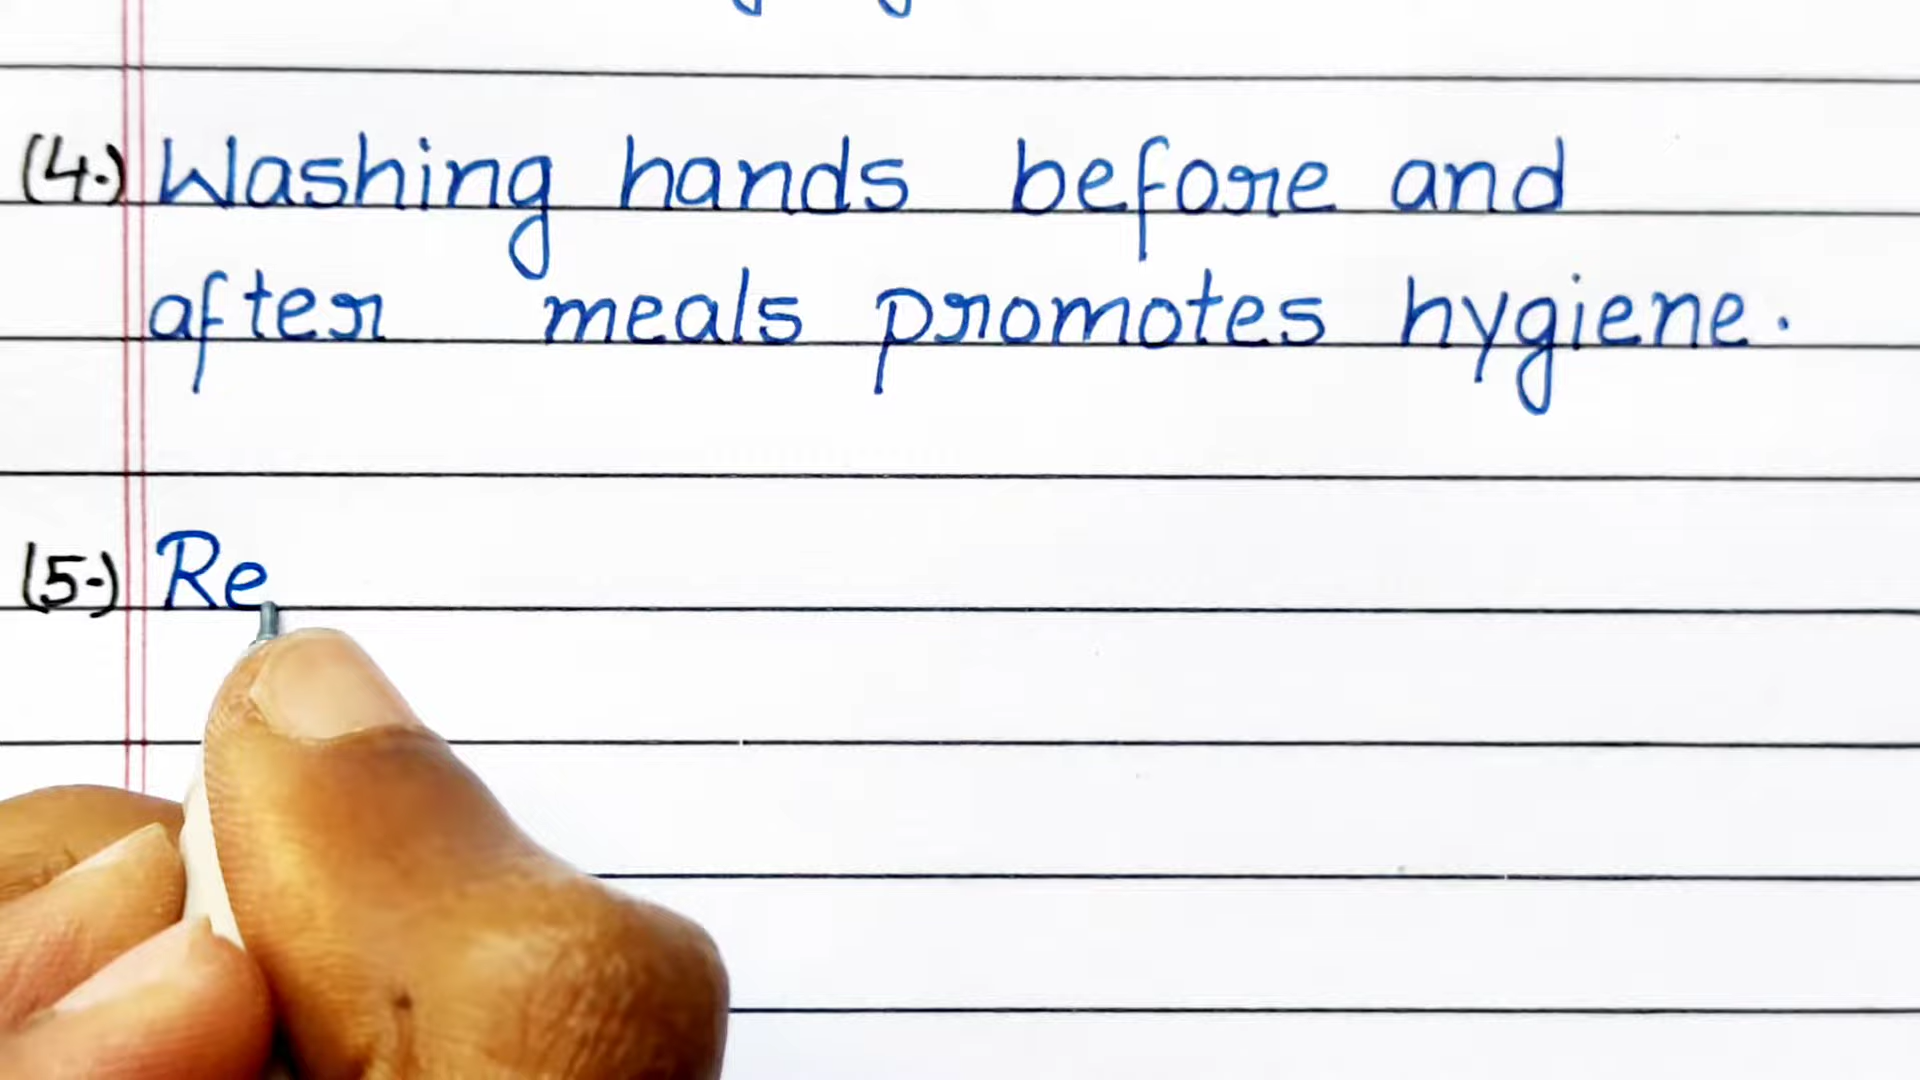 (4.) Washing hands before and
after meals promotes hygiene.
(5.) Re